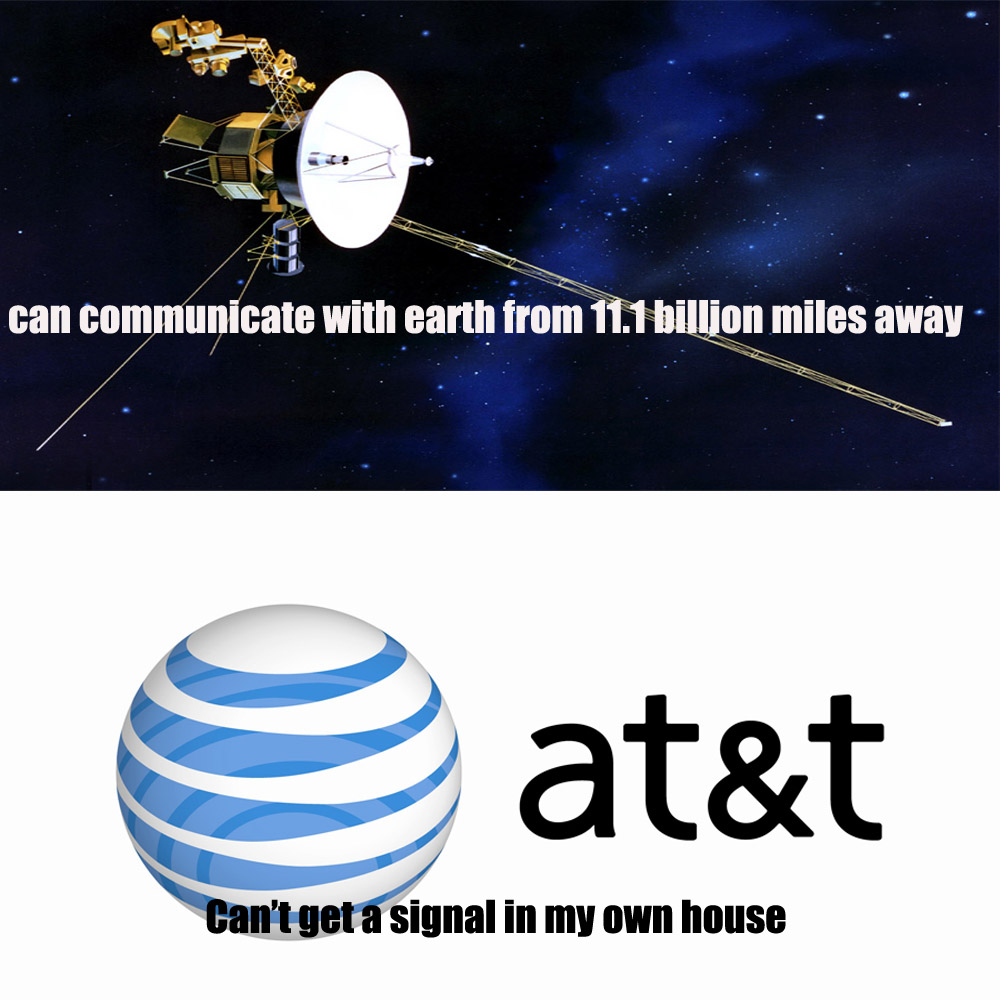 can communicate with earth from 11.1 billion miles away
at&t
Can't get a signal in my own house